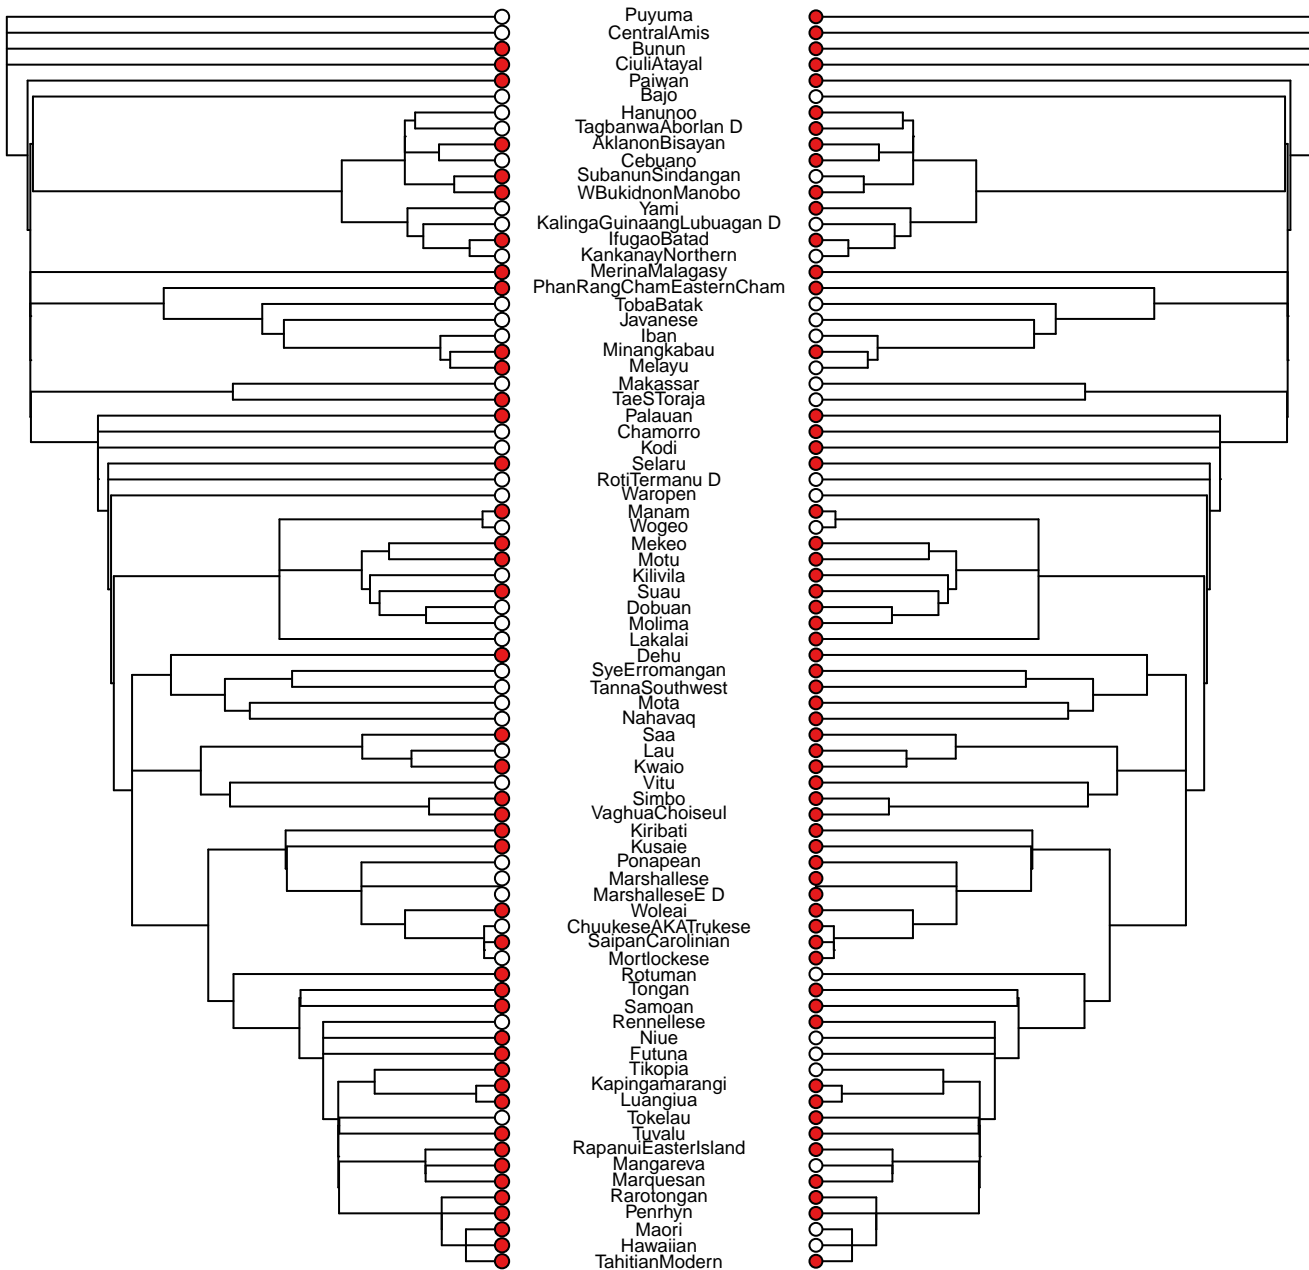 Puyuma
CentralAmis
Bunun
CiuliAtayal
Paiwan
Bajo
Hanunoo
TagbanwaAborlan D
AklanonBisayan
Cebuano
SubanunSindangan
WBukidnonManobo
Yami
KalingaGuinaangLubuagan D
IfugaoBatad
KankanayNorthern
MerinaMalagasy
PhanRangChamEasternCham
TobaBatak
Javanese
Iban
Minangkabau
Melayu
Makassar
TaeSToraja
Palauan
Chamorro
Kodi
Selaru
RotiTermanu D
Waropen
Manam
Wogeo
Mekeo
Motu
Kilivila
Suau
Dobuan
Molima
Lakalai
Dehu
SyeErromangan
TannaSouthwest
Mota
Nahavaq
Saa
Lau
Kwaio
Vitu
Simbo
VaghuaChoiseul
Kiribati
Kusaie
Ponapean
Marshallese
MarshalleseE D
Woleai
ChuukeseAKATrukese
SaipanCarolinian
Mortlockese
Rotuman
Tongan
Samoan
Rennellese
Niue
Futuna
Tikopia
Kapingamarangi
Luangiua
Tokelau
Tuvalu
RapanuiEasterIsland
Mangareva
Marquesan
Rarotongan
Penrhyn
Maori
Hawaiian
TahitianModern